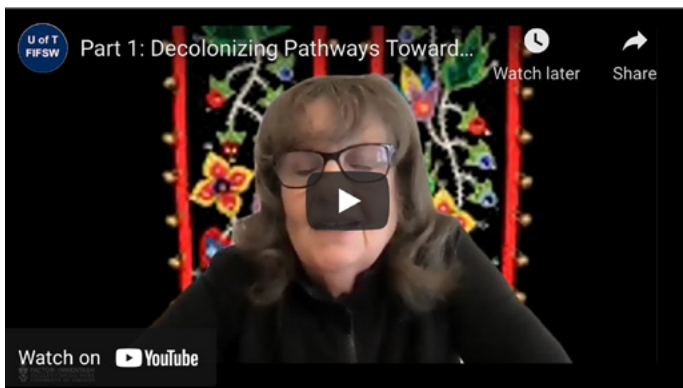 U of T
FIFSW
Part 1: Decolonizing Pathways Toward...
Watch later
Share
Watch on YouTube